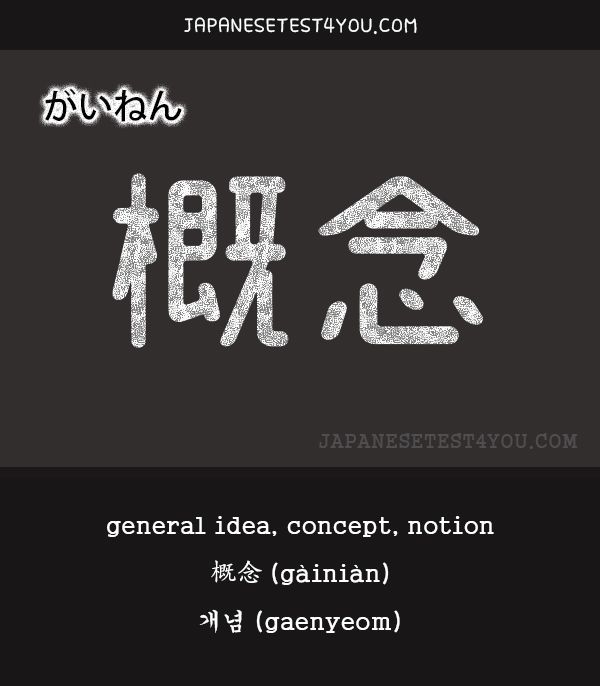 JAPANESETEST4YOU.COM
がいねん
概念
JAPANESETEST4YOU.COM
general idea, concept, notion
概念 (gàiniàn)
개념 (gaenyeom)